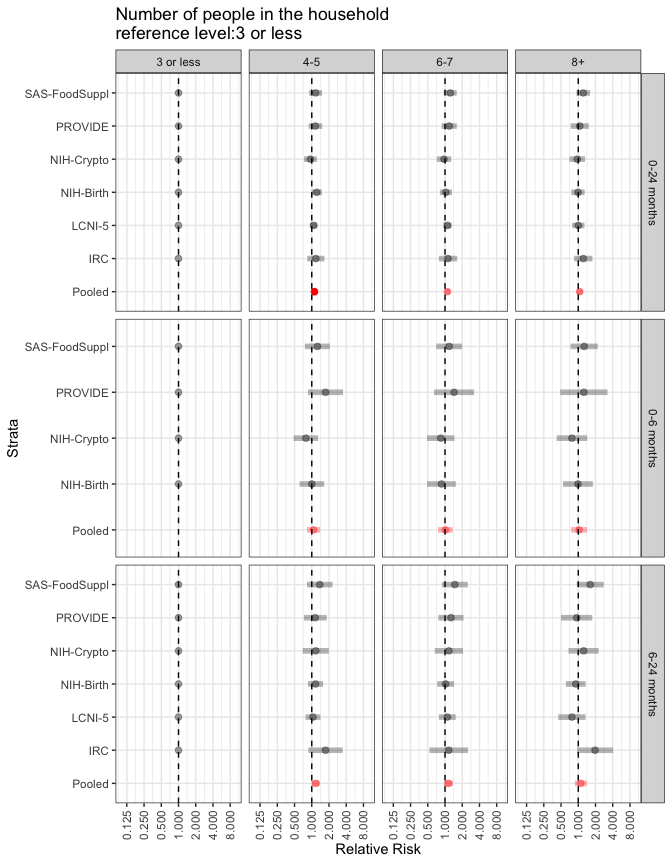 Number of people in the household
reference level:3 or less
3 or less 4-5 6-7 8+
SAS-FoodSuppl
PROVIDE
NIH-Crypto
NIH-Birth
LCNI-5
IRC
Pooled
0-24 months
SAS-FoodSuppl
PROVIDE
NIH-Crypto
NIH-Birth
Pooled
0-6 months
SAS-FoodSuppl
PROVIDE
NIH-Crypto
NIH-Birth
LCNI-5
IRC
Pooled
6-24 months
Strata
0.125 0.250 0.500 1.000 2.000 4.000 8.000 0.125 0.250 0.500 1.000 2.000 4.000 8.000 0.125 0.250 0.500 1.000 2.000 4.000 8.000 0.125 0.250 0.500 1.000 2.000 4.000 8.000
Relative Risk